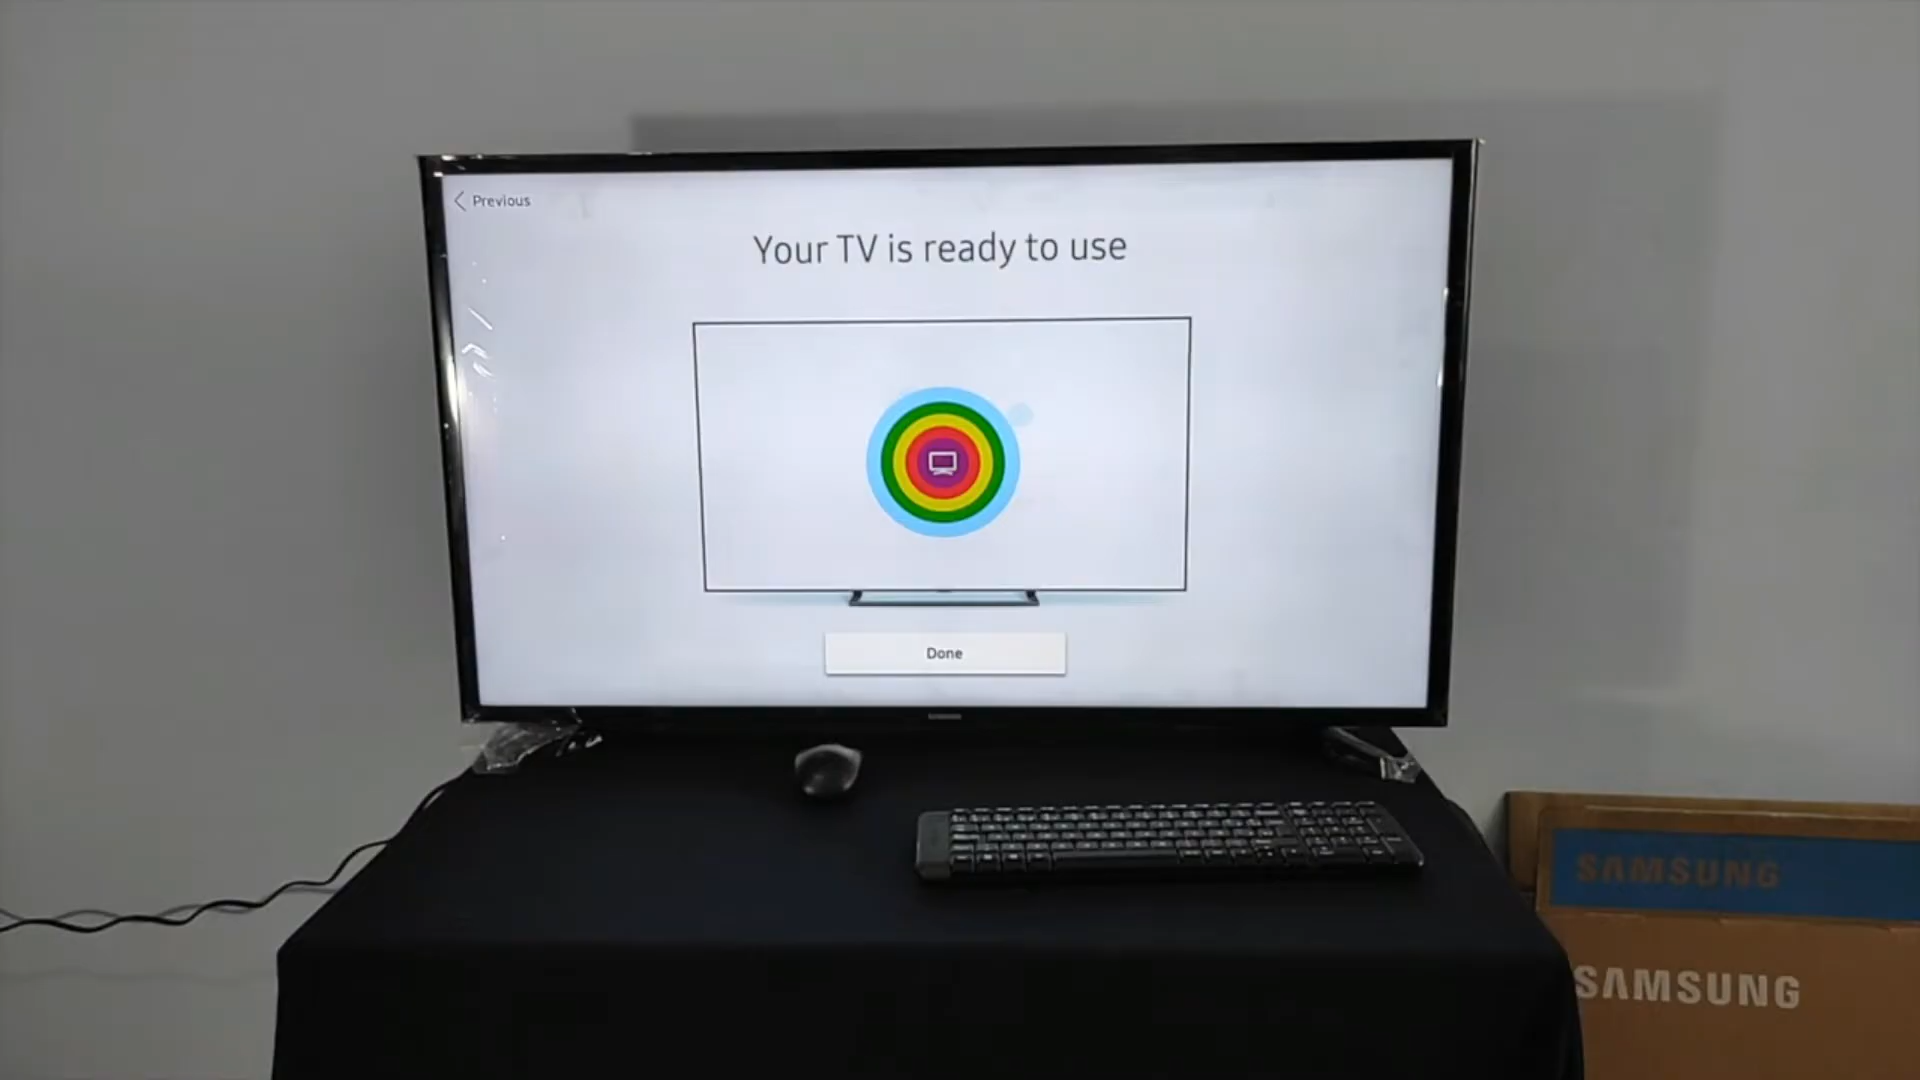 Previous
Your TV is ready to use
Done
SAMSUNG
SAMSUNG